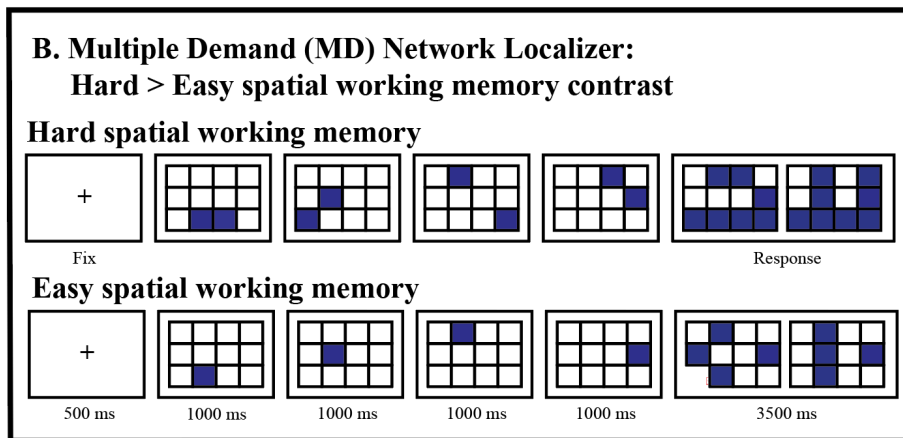 B. Multiple Demand (MD) Network Localizer:
Hard > Easy spatial working memory contrast
Hard spatial working memory
+
Fix
Response
Easy spatial working memory
+
500 ms
1000 ms
1000 ms
1000 ms
1000 ms
3500 ms